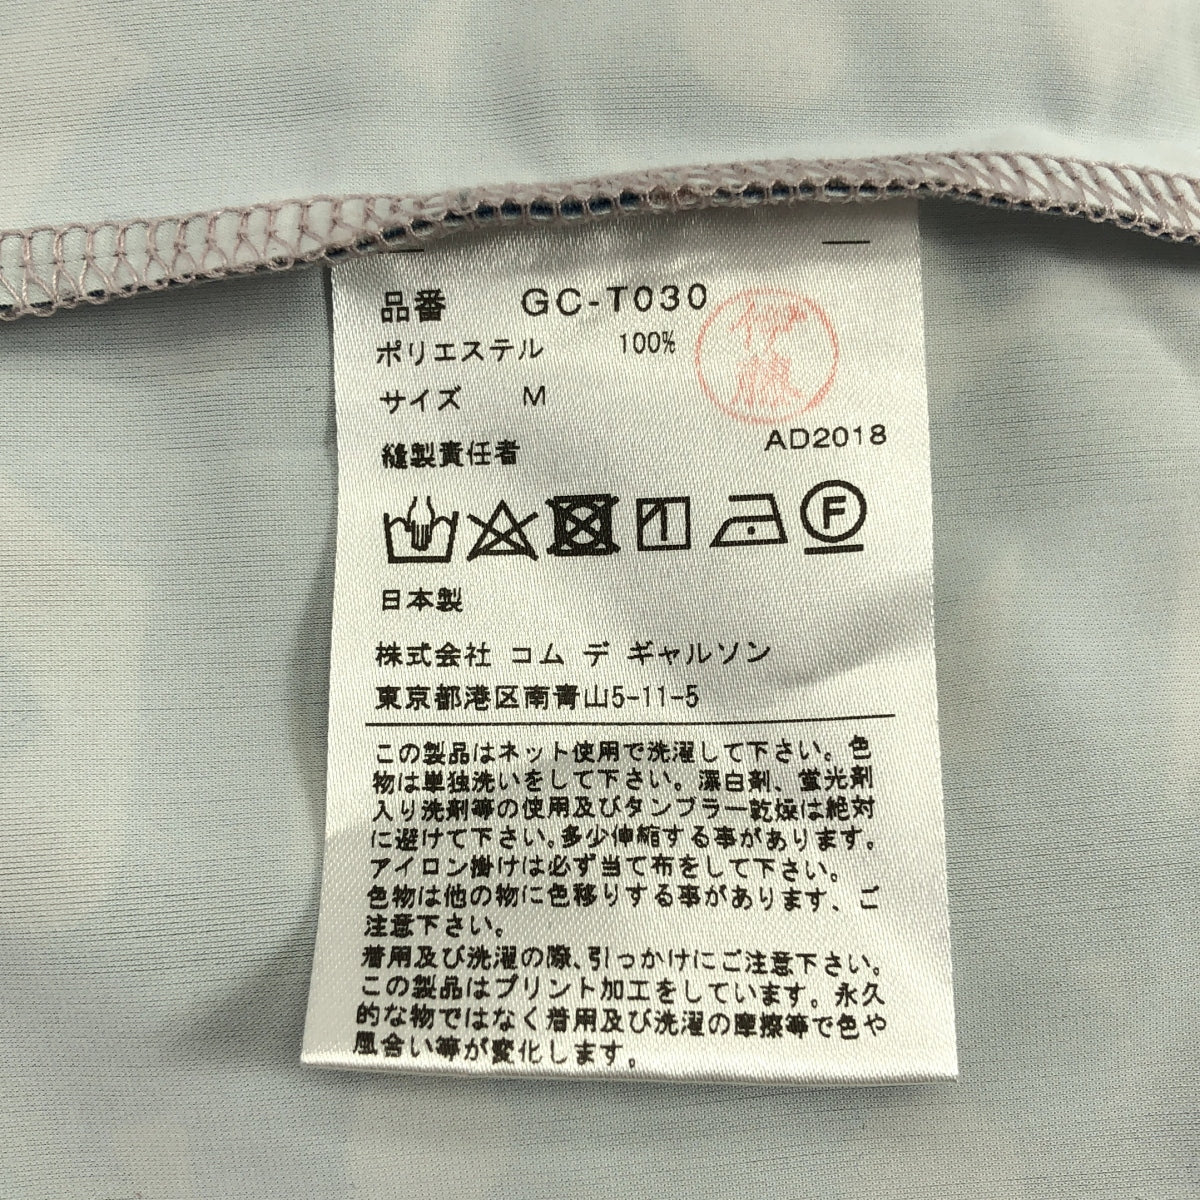 品番 GC-T030
ポリエステル 100%
サイズ M
縫製責任者
AD2018
F
日本製
株式会社 コム デ ギャルソン
東京都港区南青山5-11-5
この製品はネット使用で洗濯して下さい。色
物は単独洗いをして下さい。漂白剤、蛍光剤
入り洗剤等の使用及びタンブラー乾燥は絶対
に避けて下さい。多少伸縮する事があります。
アイロン掛けは必ず当て布をして下さい。
色物は他の物に色移りする事があります、ご
注意下さい。
着用及び洗濯の際、引っかけにご注意下さい。
この製品はプリント加工をしています。永久
的な物ではなく着用及び洗濯の摩擦等で色や
風合い等が変化します。